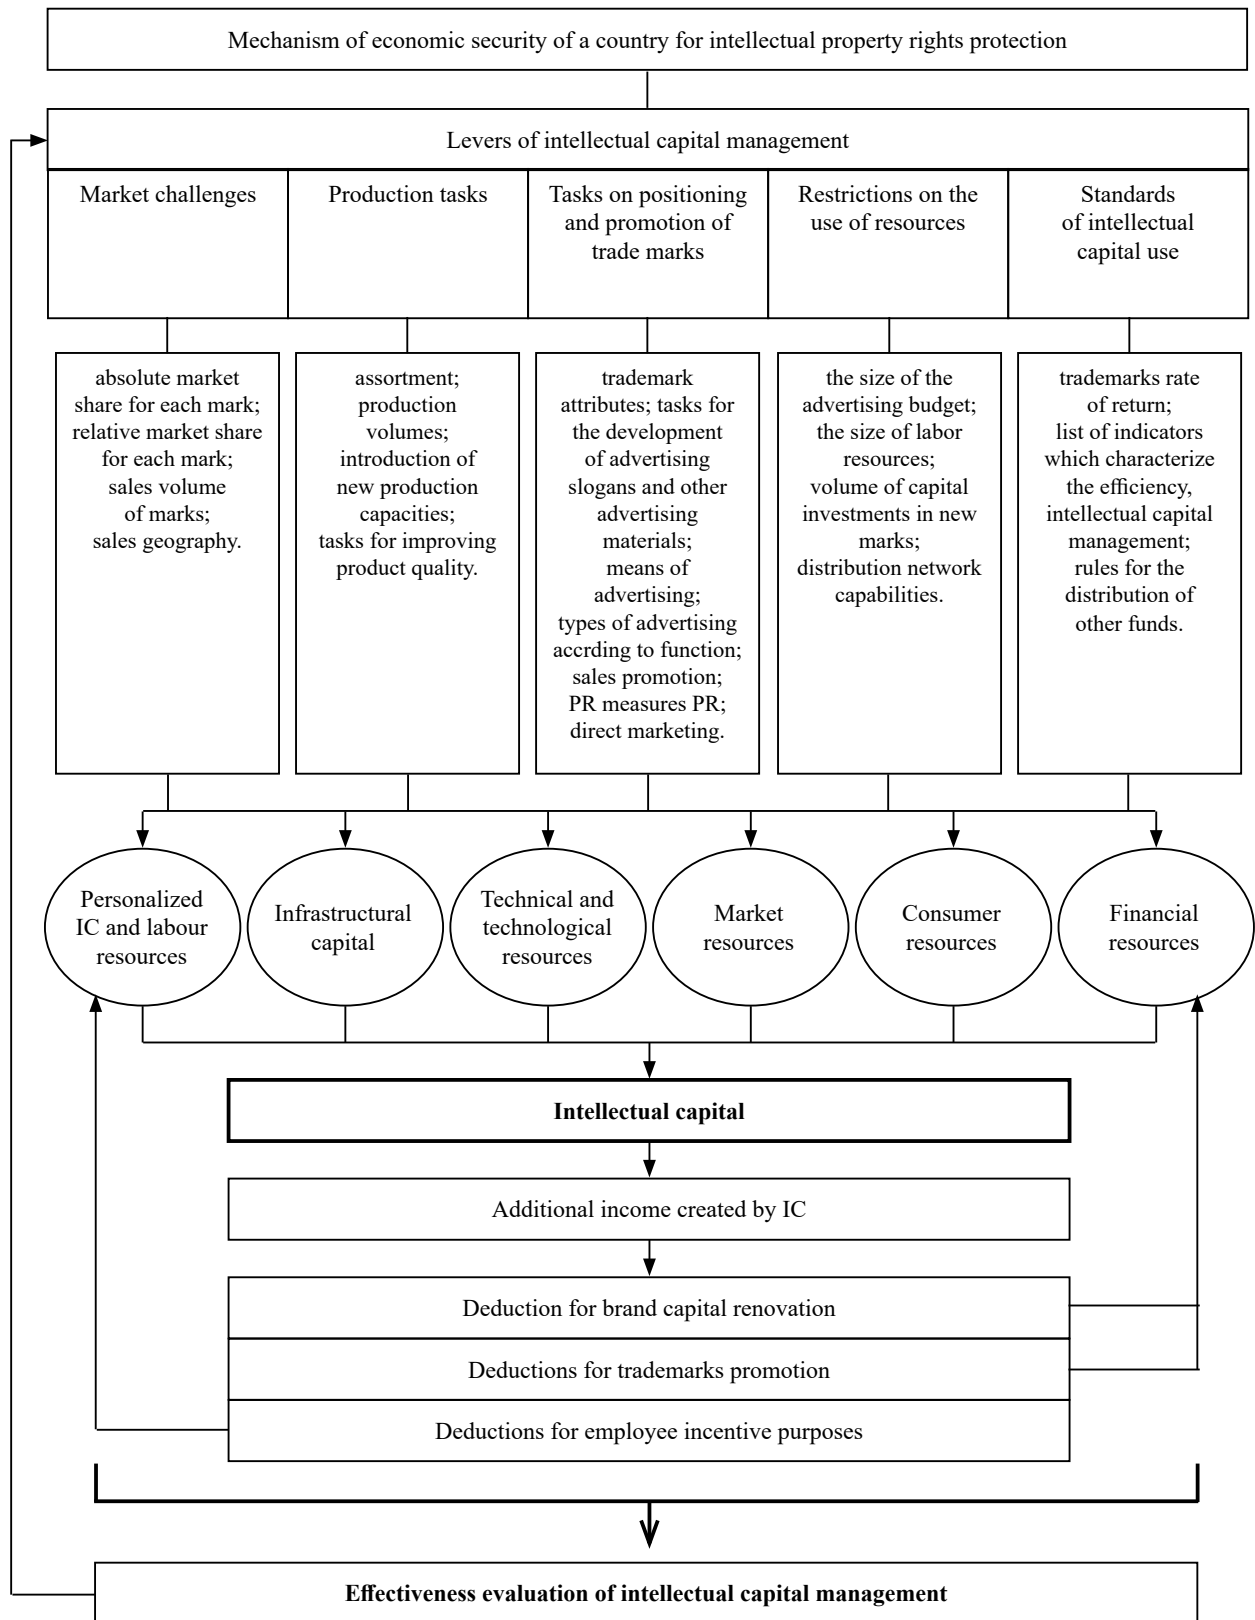 Mechanism of economic security of a country for intellectual property rights protection
Levers of intellectual capital management
Market challenges
Production tasks
Tasks on positioning
and promotion of
trade marks
Restrictions on the
use of resources
Standards
of intellectual
capital use
absolute market
share for each mark;
relative market share
for each mark;
sales volume
of marks;
sales geography.
assortment;
production
volumes;
introduction of
new production
capacities;
tasks for improving
product quality.
trademark
attributes; tasks for
the development
of advertising
slogans and other
advertising
materials;
means of
advertising;
types of advertising
accrding to function;
sales promotion;
PR measures PR;
direct marketing.
the size of the
advertising budget;
the size of labor
resources;
volume of capital
investments in new
marks;
distribution network
capabilities.
trademarks rate
of return;
list of indicators
which characterize
the efficiency,
intellectual capital
management;
rules for the
distribution of
other funds.
Personalized
IC and labour
resources
Infrastructural
capital
Technical and
technological
resources
Market
resources
Consumer
resources
Financial
resources
Intellectual capital
Additional income created by IC
Deduction for brand capital renovation
Deductions for trademarks promotion
Deductions for employee incentive purposes
Effectiveness evaluation of intellectual capital management